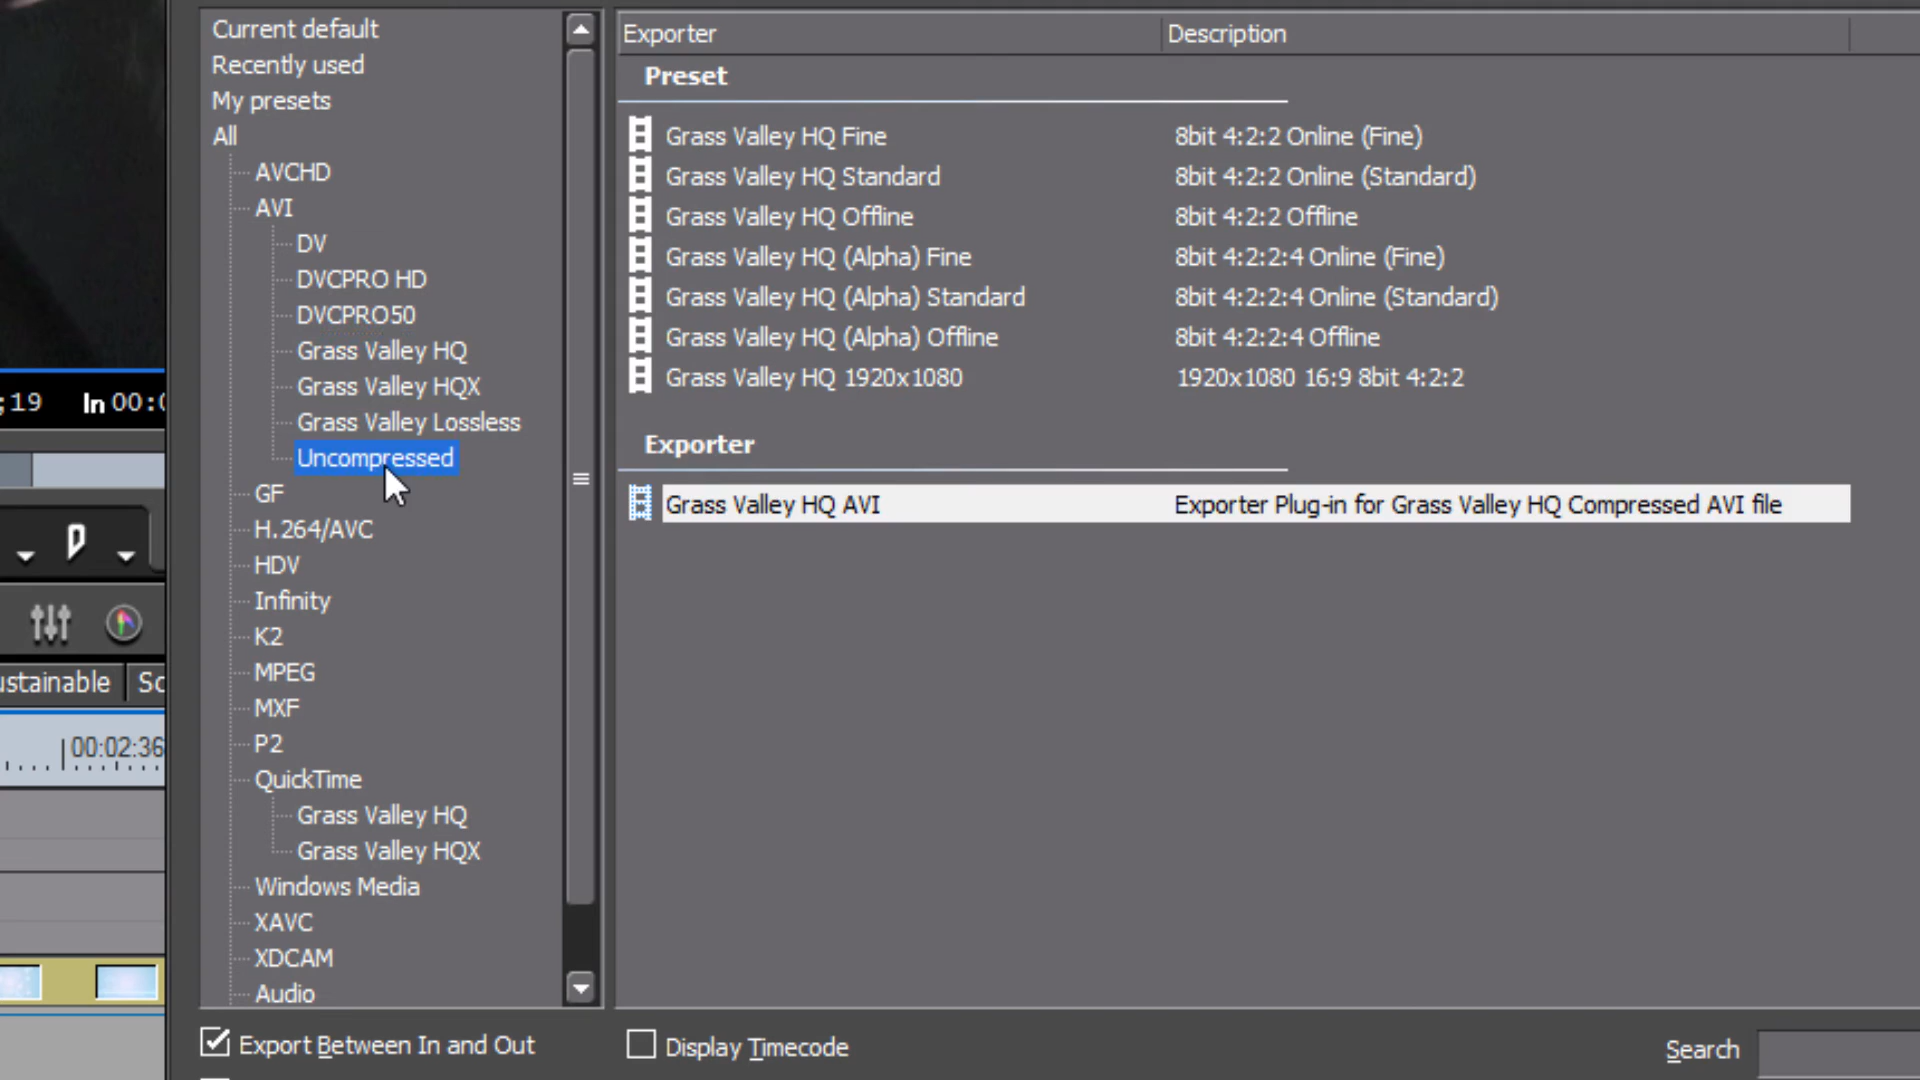 Current default
Recently used
My presets
All
AVCHD
AVI
DV
DVCPRO HD
DVCPRO50
Grass Valley HQ
Grass Valley HQX
Grass Valley Lossless
Uncompressed
GF
H.264/AVC
HDV
Infinity
K2
MPEG
MXF
P2
QuickTime
Grass Valley HQ
Grass Valley HQX
Windows Media
XAVC
XDCAM
Audio
Exporter Description
Preset
Grass Valley HQ Fine 8bit 4:2:2 Online (Fine)
Grass Valley HQ Standard 8bit 4:2:2 Online (Standard)
Grass Valley HQ Offline 8bit 4:2:2 Offline
Grass Valley HQ (Alpha) Fine 8bit 4:2:2:4 Online (Fine)
Grass Valley HQ (Alpha) Standard 8bit 4:2:2:4 Online (Standard)
Grass Valley HQ (Alpha) Offline 8bit 4:2:2:4 Offline
Grass Valley HQ 1920x1080 1920x1080 16:9 8bit 4:2:2
Exporter
Grass Valley HQ AVI Exporter Plug-in for Grass Valley HQ Compressed AVI file
Export Between In and Out Display Timecode Search
;19 In 00:0
ustainable Sc
00:02:36